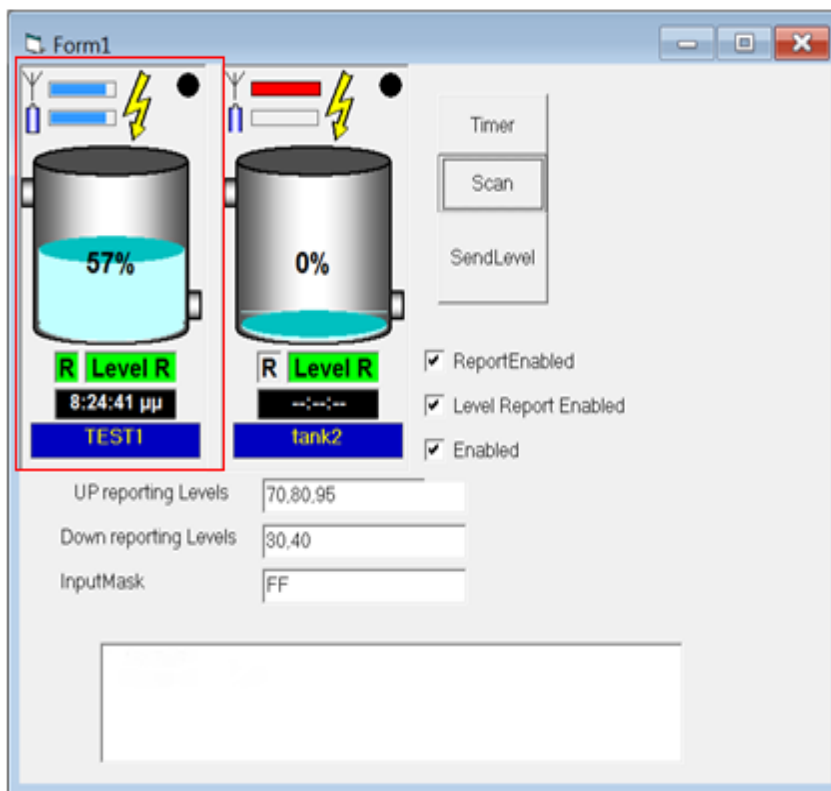 Form1
57%
R Level R
8:24:41 μμ
TEST1
0%
R Level R
--:--:--
tank2
Timer
Scan
SendLevel
ReportEnabled
Level Report Enabled
Enabled
UP reporting Levels 70,80,95
Down reporting Levels 30,40
InputMask FF